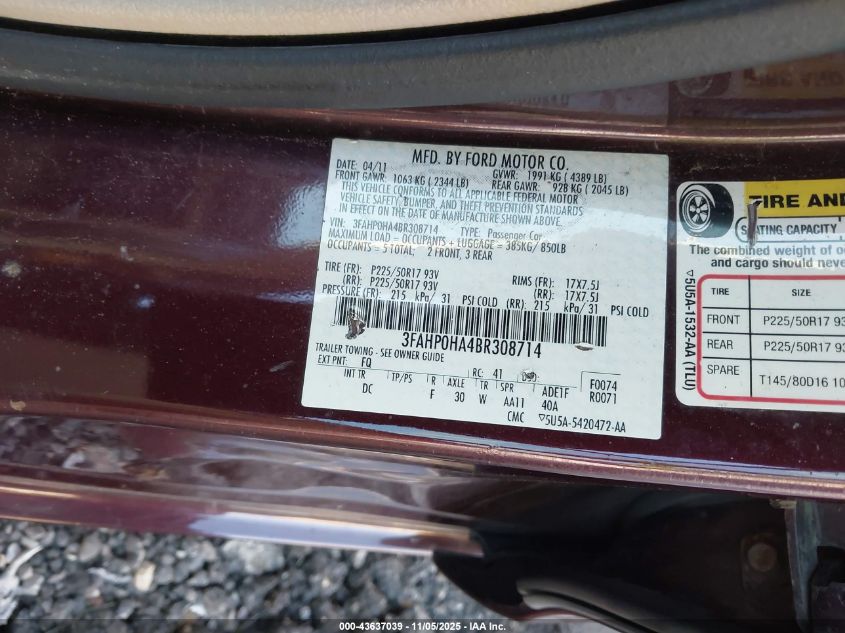 MFD. BY FORD MOTOR CO.
DATE: 04/11 GVWR: 1991 KG ( 4389 LB)
FRONT GAWR: 1063 KG ( 2344 LB) REAR GAWR: 928 KG ( 2045 LB)
THIS VEHICLE CONFORMS TO ALL APPLICABLE FEDERAL MOTOR
VEHICLE SAFETY, BUMPER, AND THEFT PREVENTION STANDARDS
IN EFFECT ON THE DATE OF MANUFACTURE SHOWN ABOVE.
VIN: 3FAHP0HA4BR308714 TYPE: Passenger Car
MAXIMUM LOAD = OCCUPANTS + LUGGAGE = 385KG/ 850LB
OCCUPANTS = 5 TOTAL; 2 FRONT, 3 REAR
TIRE (FR): P225/50R17 93V RIMS (FR): 17X7.5J
(RR): P225/50R17 93V (RR): 17X7.5J
PRESSURE (FR): 215 kPa/ 31 PSI COLD (RR): 215 kPa/ 31 PSI COLD
3FAHP0HA4BR308714
TRAILER TOWING - SEE OWNER GUIDE
EXT PNT: FQ RC: 41 F0074
INT TR TP/PS R AXLE TR SPR ADETF R0071
DC F 30 W AA11 40A
CMC ▽5U5A-5420472-AA
TIRE AND
SEATING CAPACITY
The combined weight of
and cargo should never
TIRE SIZE
FRONT P225/50R17 93
REAR P225/50R17 93
SPARE T145/80D16 10
▽5U5A-1532-AA (TLU)
000-43637039 — 11/05/2025 — IAA Inc.